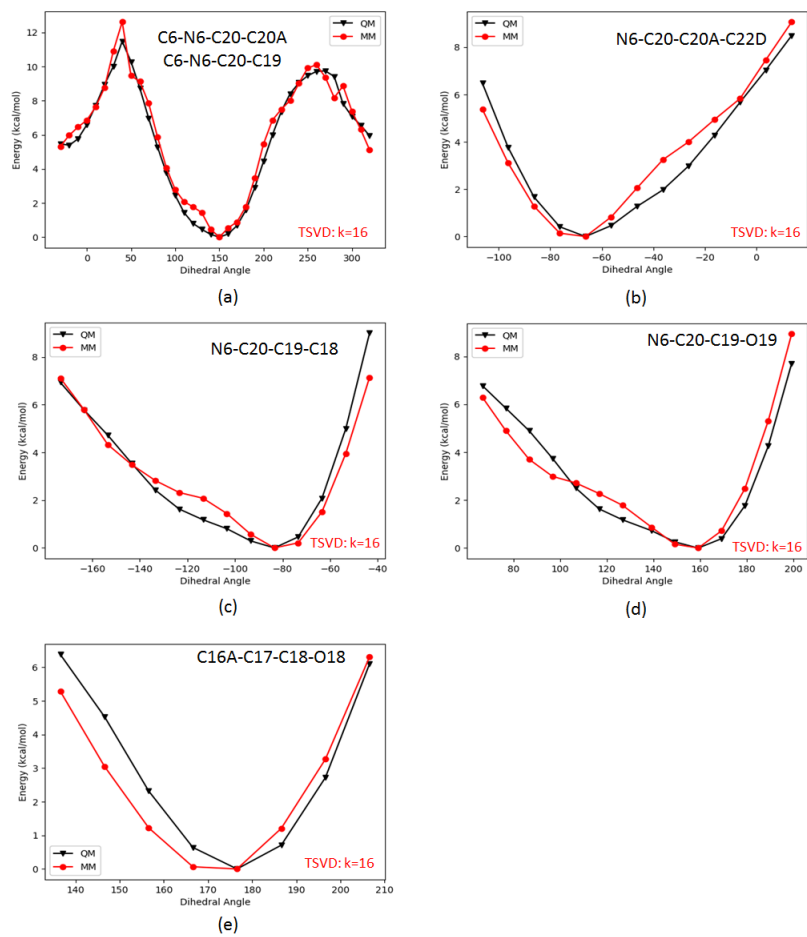 C6-N6-C20-C20A
C6-N6-C20-C19
QM
MM
Energy (kcal/mol)
12
10
8
6
4
2
0
0 50 100 150 200 250 300
Dihedral Angle
TSVD: k=16
(a)
N6-C20-C20A-C22D
QM
MM
Energy (kcal/mol)
8
6
4
2
0
−100 −80 −60 −40 −20 0
Dihedral Angle
TSVD: k=16
(b)
N6-C20-C19-C18
QM
MM
Energy (kcal/mol)
8
6
4
2
0
−160 −140 −120 −100 −80 −60 −40
Dihedral Angle
TSVD: k=16
(c)
N6-C20-C19-O19
QM
MM
Energy (kcal/mol)
8
6
4
2
0
80 100 120 140 160 180 200
Dihedral Angle
TSVD: k=16
(d)
C16A-C17-C18-O18
QM
MM
Energy (kcal/mol)
6
5
4
3
2
1
0
140 150 160 170 180 190 200 210
Dihedral Angle
TSVD: k=16
(e)